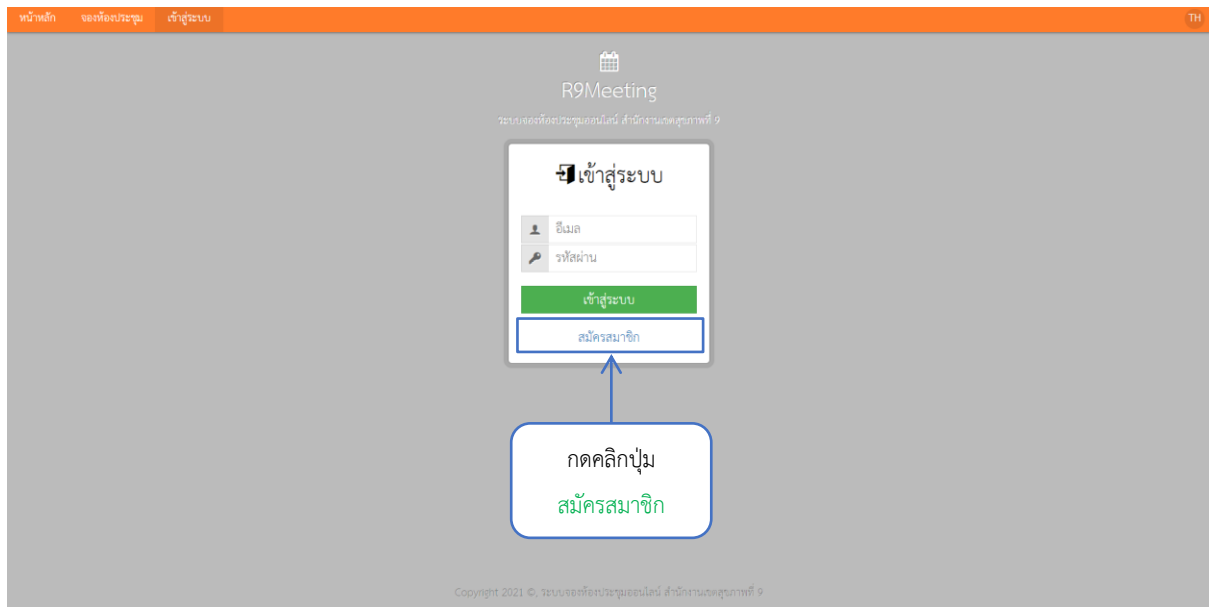 หน้าหลัก จองห้องประชุม เข้าสู่ระบบ TH
R9Meeting
ระบบจองห้องประชุมออนไลน์ สำนักงานเขตสุขภาพที่ 9
เข้าสู่ระบบ
อีเมล
รหัสผ่าน
เข้าสู่ระบบ
สมัครสมาชิก
กดคลิกปุ่ม
สมัครสมาชิก
Copyright 2021 ©, ระบบจองห้องประชุมออนไลน์ สำนักงานเขตสุขภาพที่ 9